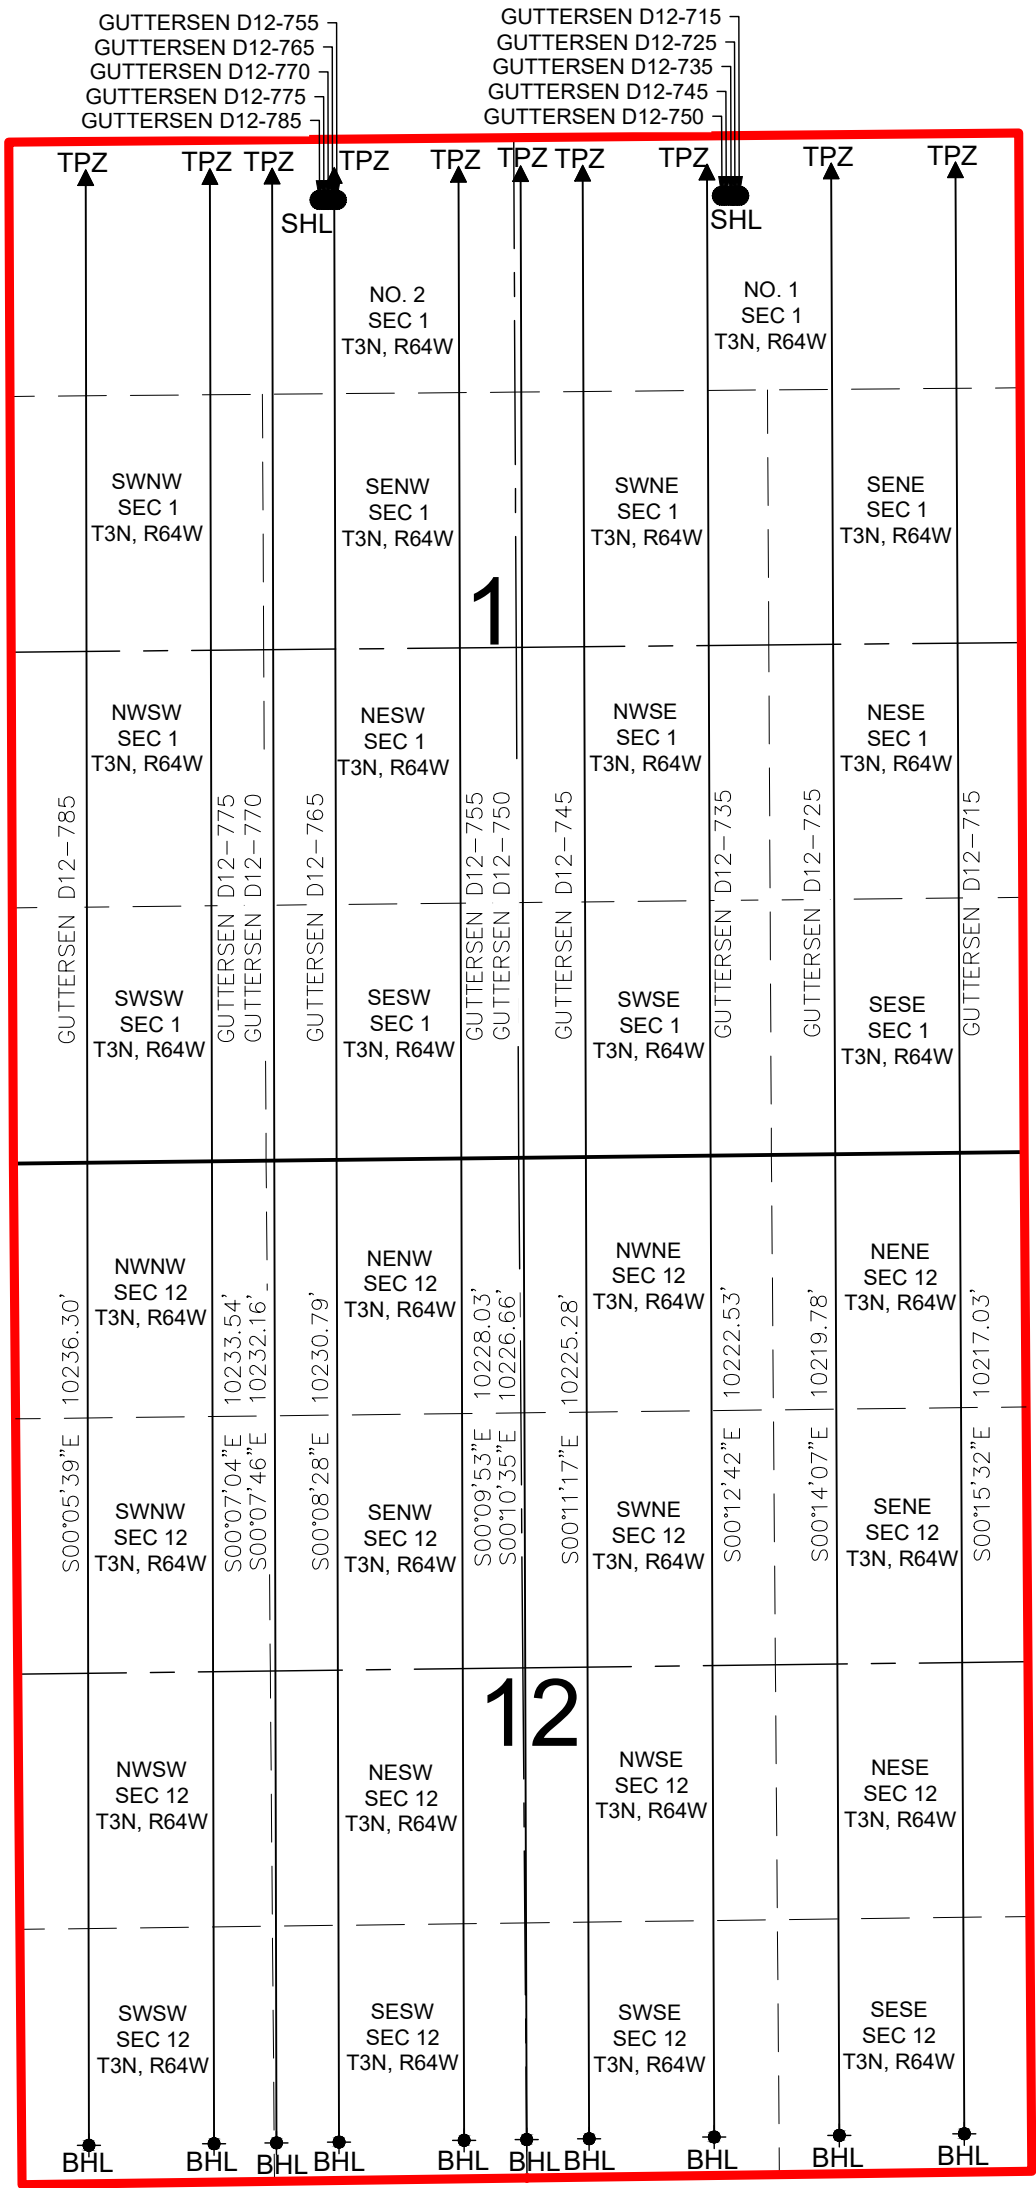 GUTTERSEN D12-755
GUTTERSEN D12-765
GUTTERSEN D12-770
GUTTERSEN D12-775
GUTTERSEN D12-785
GUTTERSEN D12-715
GUTTERSEN D12-725
GUTTERSEN D12-735
GUTTERSEN D12-745
GUTTERSEN D12-750
TPZ
TPZ
TPZ
TPZ
TPZ
TPZ
TPZ
TPZ
TPZ
TPZ
SHL
SHL
NO. 2
SEC 1
T3N, R64W
NO. 1
SEC 1
T3N, R64W
SWNW
SEC 1
T3N, R64W
SENW
SEC 1
T3N, R64W
SWNE
SEC 1
T3N, R64W
SENE
SEC 1
T3N, R64W
1
NWSW
SEC 1
T3N, R64W
NESW
SEC 1
T3N, R64W
NWSE
SEC 1
T3N, R64W
NESE
SEC 1
T3N, R64W
GUTTERSEN D12-785
GUTTERSEN D12-775
GUTTERSEN D12-770
GUTTERSEN D12-765
GUTTERSEN D12-755
GUTTERSEN D12-750
GUTTERSEN D12-745
GUTTERSEN D12-735
GUTTERSEN D12-725
GUTTERSEN D12-715
SWSW
SEC 1
T3N, R64W
SESW
SEC 1
T3N, R64W
SWSE
SEC 1
T3N, R64W
SESE
SEC 1
T3N, R64W
NWNW
SEC 12
T3N, R64W
NENW
SEC 12
T3N, R64W
NWNE
SEC 12
T3N, R64W
NENE
SEC 12
T3N, R64W
S00°05'39"E 10236.30'
S00°07'04"E 10233.54'
S00°07'46"E 10232.16'
S00°08'28"E 10230.79'
S00°09'53"E 10228.03'
S00°10'35"E 10226.66'
S00°11'17"E 10225.28'
S00°12'42"E 10222.53'
S00°14'07"E 10219.78'
S00°15'32"E 10217.03'
SWNW
SEC 12
T3N, R64W
SENW
SEC 12
T3N, R64W
SWNE
SEC 12
T3N, R64W
SENE
SEC 12
T3N, R64W
12
NWSW
SEC 12
T3N, R64W
NESW
SEC 12
T3N, R64W
NWSE
SEC 12
T3N, R64W
NESE
SEC 12
T3N, R64W
SWSW
SEC 12
T3N, R64W
SESW
SEC 12
T3N, R64W
SWSE
SEC 12
T3N, R64W
SESE
SEC 12
T3N, R64W
BHL
BHL
BHL
BHL
BHL
BHL
BHL
BHL
BHL
BHL